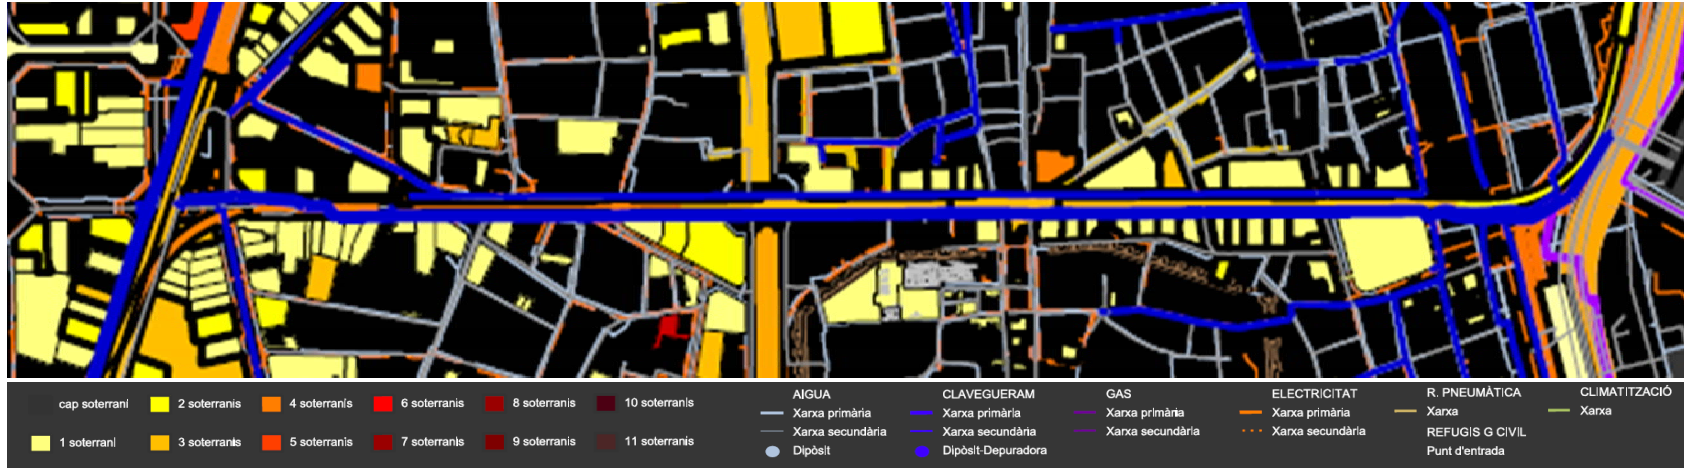 cap soterrani
2 soterranis
4 soterranis
6 soterranis
8 soterranis
10 soterranis
1 soterrani
3 soterranis
5 soterranis
7 soterranis
9 soterranis
11 soterranis
AIGUA
Xarxa primària
Xarxa secundària
Dipòsit
CLAVEGUERAM
Xarxa primària
Xarxa secundària
Dipòsit-Depuradora
GAS
Xarxa primària
Xarxa secundària
ELECTRICITAT
Xarxa primària
Xarxa secundària
R. PNEUMÀTICA
Xarxa
REFUGIS G CIVIL
Punt d'entrada
CLIMATITZACIÓ
Xarxa